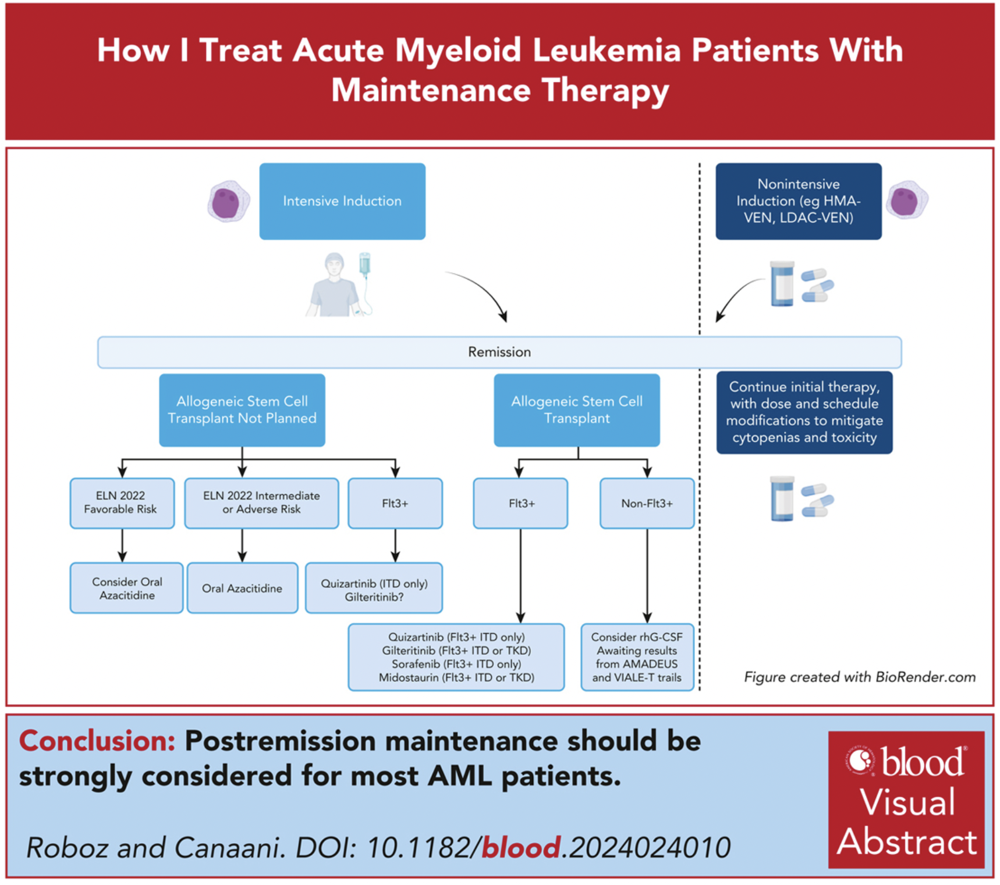 How I Treat Acute Myeloid Leukemia Patients With
Maintenance Therapy
Intensive Induction
Nonintensive
Induction (eg HMA-
VEN, LDAC-VEN)
Remission
Allogeneic Stem Cell
Transplant Not Planned
Allogeneic Stem Cell
Transplant
Continue initial therapy,
with dose and schedule
modifications to mitigate
cytopenias and toxicity
ELN 2022
Favorable Risk
ELN 2022 Intermediate
or Adverse Risk
Flt3+
Flt3+
Non-Flt3+
Consider Oral
Azacitidine
Oral Azacitidine
Quizartinib (ITD only)
Gilteritinib?
Quizartinib (Flt3+ ITD only)
Gilteritinib (Flt3+ ITD or TKD)
Sorafenib (Flt3+ ITD only)
Midostaurin (Flt3+ ITD or TKD)
Consider rhG-CSF
Awaiting results
from AMADEUS
and VIALE-T trails
Figure created with BioRender.com
Conclusion: Postremission maintenance should be
strongly considered for most AML patients.
Roboz and Canaani. DOI: 10.1182/blood.2024024010
blood®
Visual
Abstract